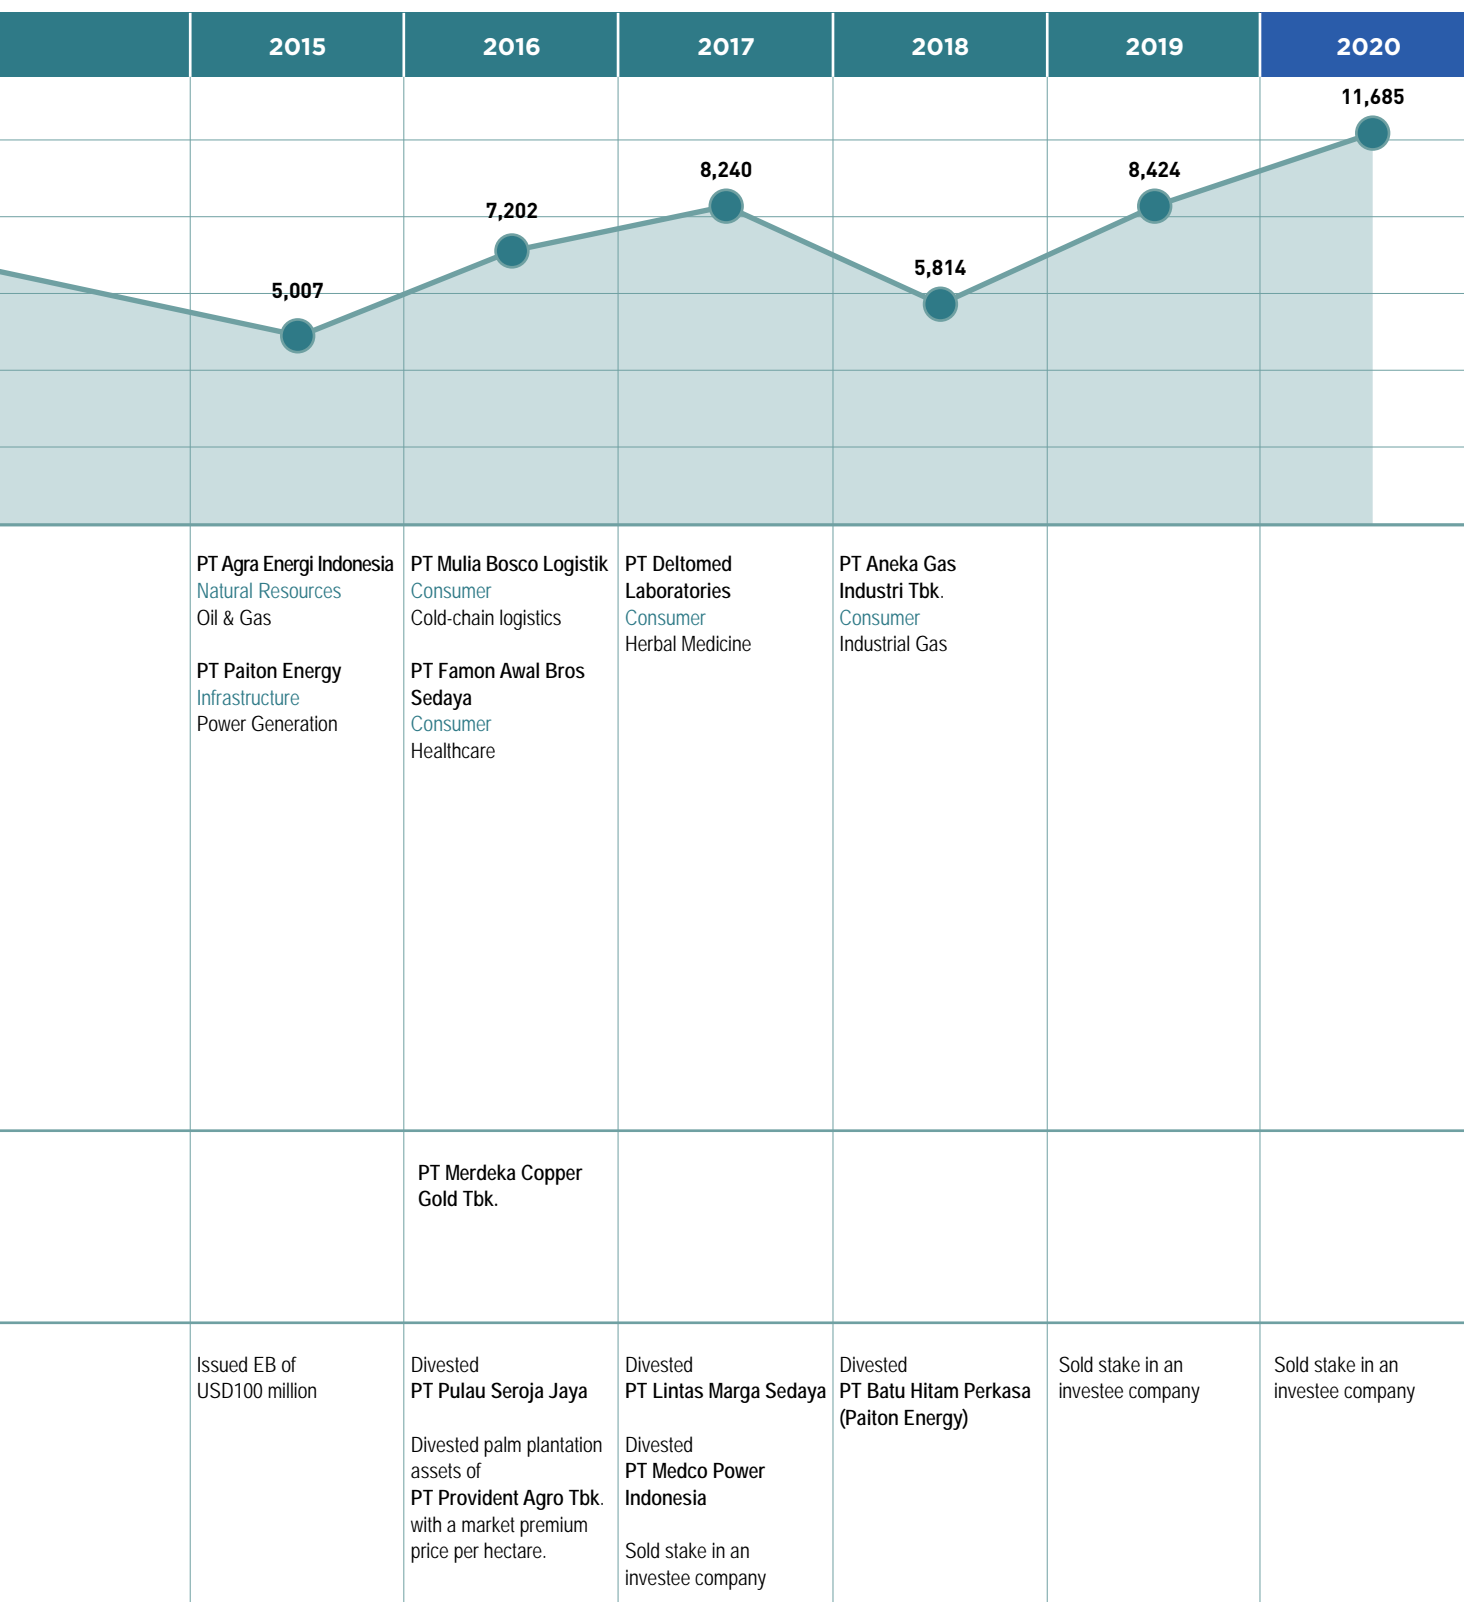 2015 2016 2017 2018 2019 2020
11,685
8,240
8,424
7,202
5,814
5,007
PT Agra Energi Indonesia
Natural Resources
Oil & Gas
PT Paiton Energy
Infrastructure
Power Generation
PT Mulia Bosco Logistik
Consumer
Cold-chain logistics
PT Famon Awal Bros
Sedaya
Consumer
Healthcare
PT Deltomed
Laboratories
Consumer
Herbal Medicine
PT Aneka Gas
Industri Tbk.
Consumer
Industrial Gas
PT Merdeka Copper
Gold Tbk.
Issued EB of
USD100 million
Divested
PT Pulau Seroja Jaya
Divested palm plantation
assets of
PT Provident Agro Tbk.
with a market premium
price per hectare.
Divested
PT Lintas Marga Sedaya
Divested
PT Medco Power
Indonesia
Sold stake in an
investee company
Divested
PT Batu Hitam Perkasa
(Paiton Energy)
Sold stake in an
investee company
Sold stake in an
investee company